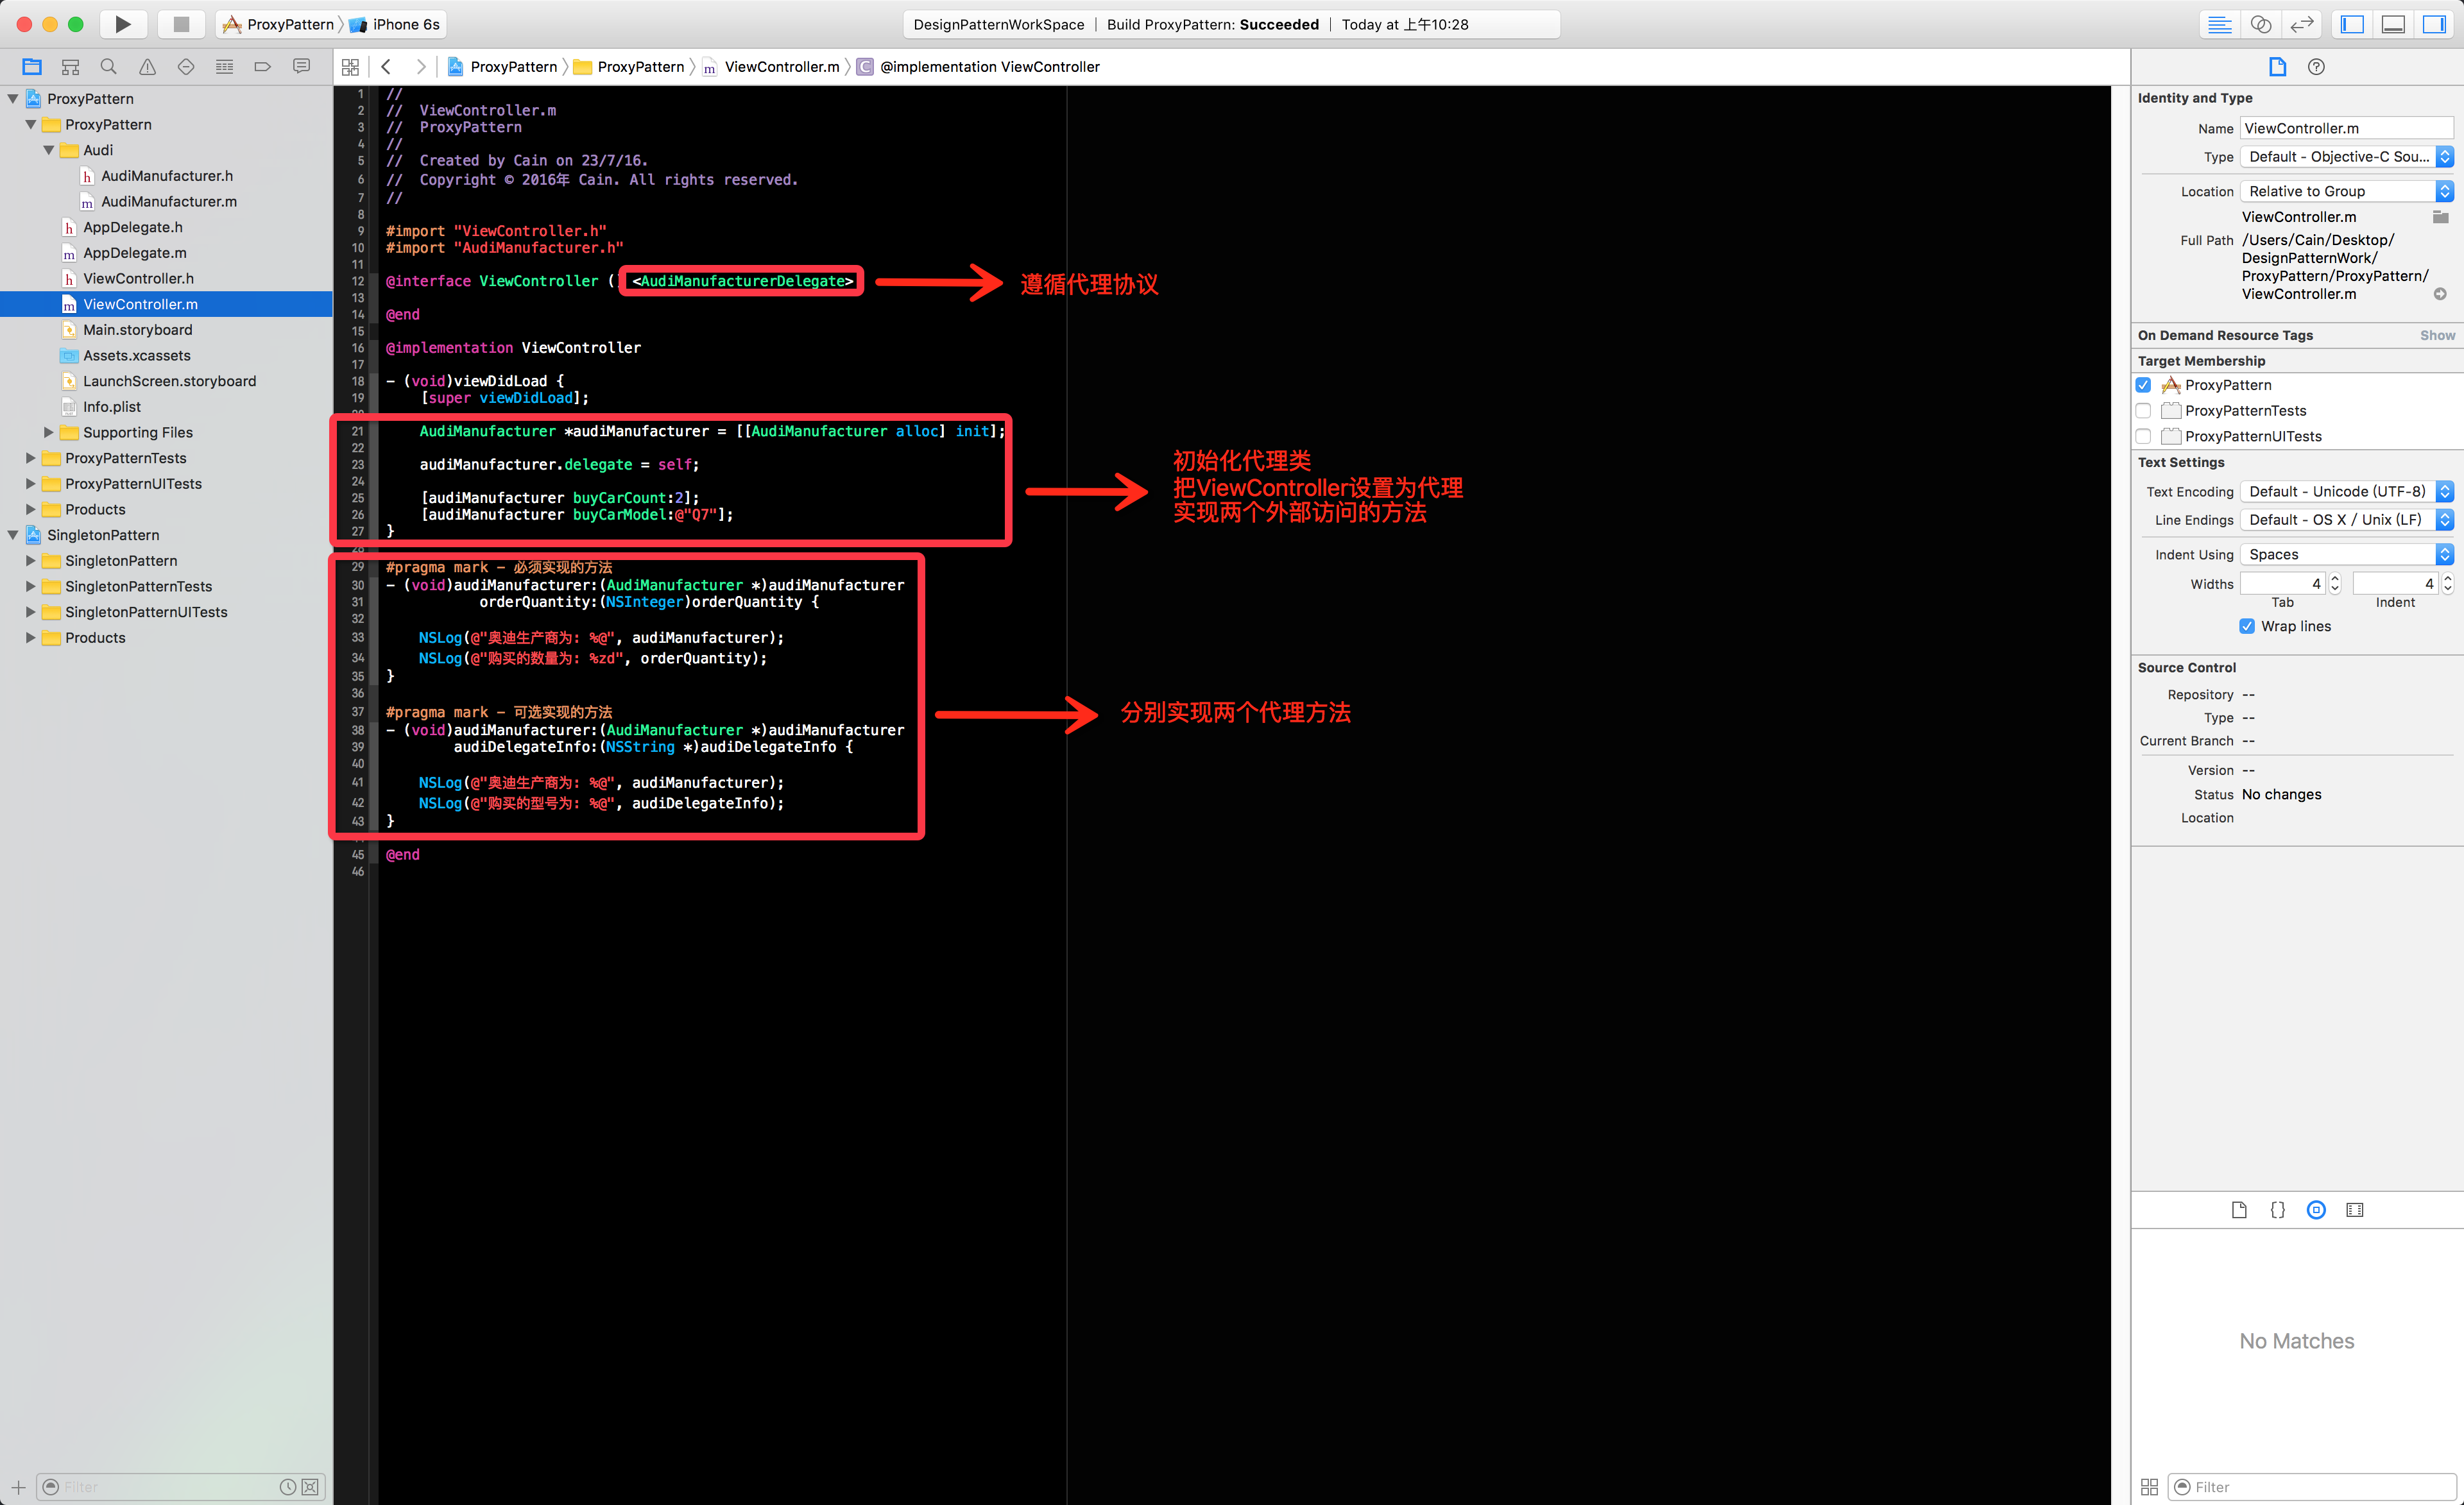 ProxyPattern
iPhone 6s
DesignPatternWorkSpace | Build ProxyPattern: Succeeded | Today at 上午10:28
ProxyPattern
ProxyPattern
ViewController.m
@implementation ViewController
ProxyPattern
ProxyPattern
Audi
AudiManufacturer.h
AudiManufacturer.m
AppDelegate.h
AppDelegate.m
ViewController.h
ViewController.m
Main.storyboard
Assets.xcassets
LaunchScreen.storyboard
Info.plist
Supporting Files
ProxyPatternTests
ProxyPatternUITests
Products
SingletonPattern
SingletonPattern
SingletonPatternTests
SingletonPatternUITests
Products
Filter
1 //
2 //  ViewController.m
3 //  ProxyPattern
4 //
5 //  Created by Cain on 23/7/16.
6 //  Copyright © 2016年 Cain. All rights reserved.
7 //
8
9 #import "ViewController.h"
10 #import "AudiManufacturer.h"
11
12 @interface ViewController () <AudiManufacturerDelegate>
遵循代理协议
13
14 @end
15
16 @implementation ViewController
17
18 - (void)viewDidLoad {
19     [super viewDidLoad];
21     AudiManufacturer *audiManufacturer = [[AudiManufacturer alloc] init];
22
23     audiManufacturer.delegate = self;
24
25     [audiManufacturer buyCarCount:2];
26     [audiManufacturer buyCarModel:@"Q7"];
27 }
初始化代理类
把ViewController设置为代理
实现两个外部访问的方法
29 #pragma mark - 必须实现的方法
30 - (void)audiManufacturer:(AudiManufacturer *)audiManufacturer
31            orderQuantity:(NSInteger)orderQuantity {
32
33     NSLog(@"奥迪生产商为: %@", audiManufacturer);
34     NSLog(@"购买的数量为: %zd", orderQuantity);
35 }
36
37 #pragma mark - 可选实现的方法
38 - (void)audiManufacturer:(AudiManufacturer *)audiManufacturer
39         audiDelegateInfo:(NSString *)audiDelegateInfo {
40
41     NSLog(@"奥迪生产商为: %@", audiManufacturer);
42     NSLog(@"购买的型号为: %@", audiDelegateInfo);
43 }
分别实现两个代理方法
45 @end
46
Identity and Type
Name ViewController.m
Type Default - Objective-C Sou...
Location Relative to Group
ViewController.m
Full Path /Users/Cain/Desktop/
DesignPatternWork/
ProxyPattern/ProxyPattern/
ViewController.m
On Demand Resource Tags Show
Target Membership
ProxyPattern
ProxyPatternTests
ProxyPatternUITests
Text Settings
Text Encoding Default - Unicode (UTF-8)
Line Endings Default - OS X / Unix (LF)
Indent Using Spaces
Widths 4 4
Tab Indent
Wrap lines
Source Control
Repository --
Type --
Current Branch --
Version --
Status No changes
Location
No Matches
Filter